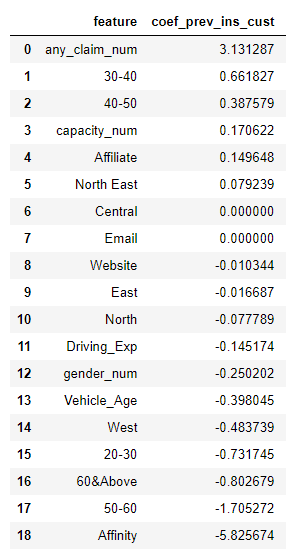 feature coef_prev_ins_cust
0 any_claim_num 3.131287
1 30-40 0.661827
2 40-50 0.387579
3 capacity_num 0.170622
4 Affiliate 0.149648
5 North East 0.079239
6 Central 0.000000
7 Email 0.000000
8 Website -0.010344
9 East -0.016687
10 North -0.077789
11 Driving_Exp -0.145174
12 gender_num -0.250202
13 Vehicle_Age -0.398045
14 West -0.483739
15 20-30 -0.731745
16 60&Above -0.802679
17 50-60 -1.705272
18 Affinity -5.825674